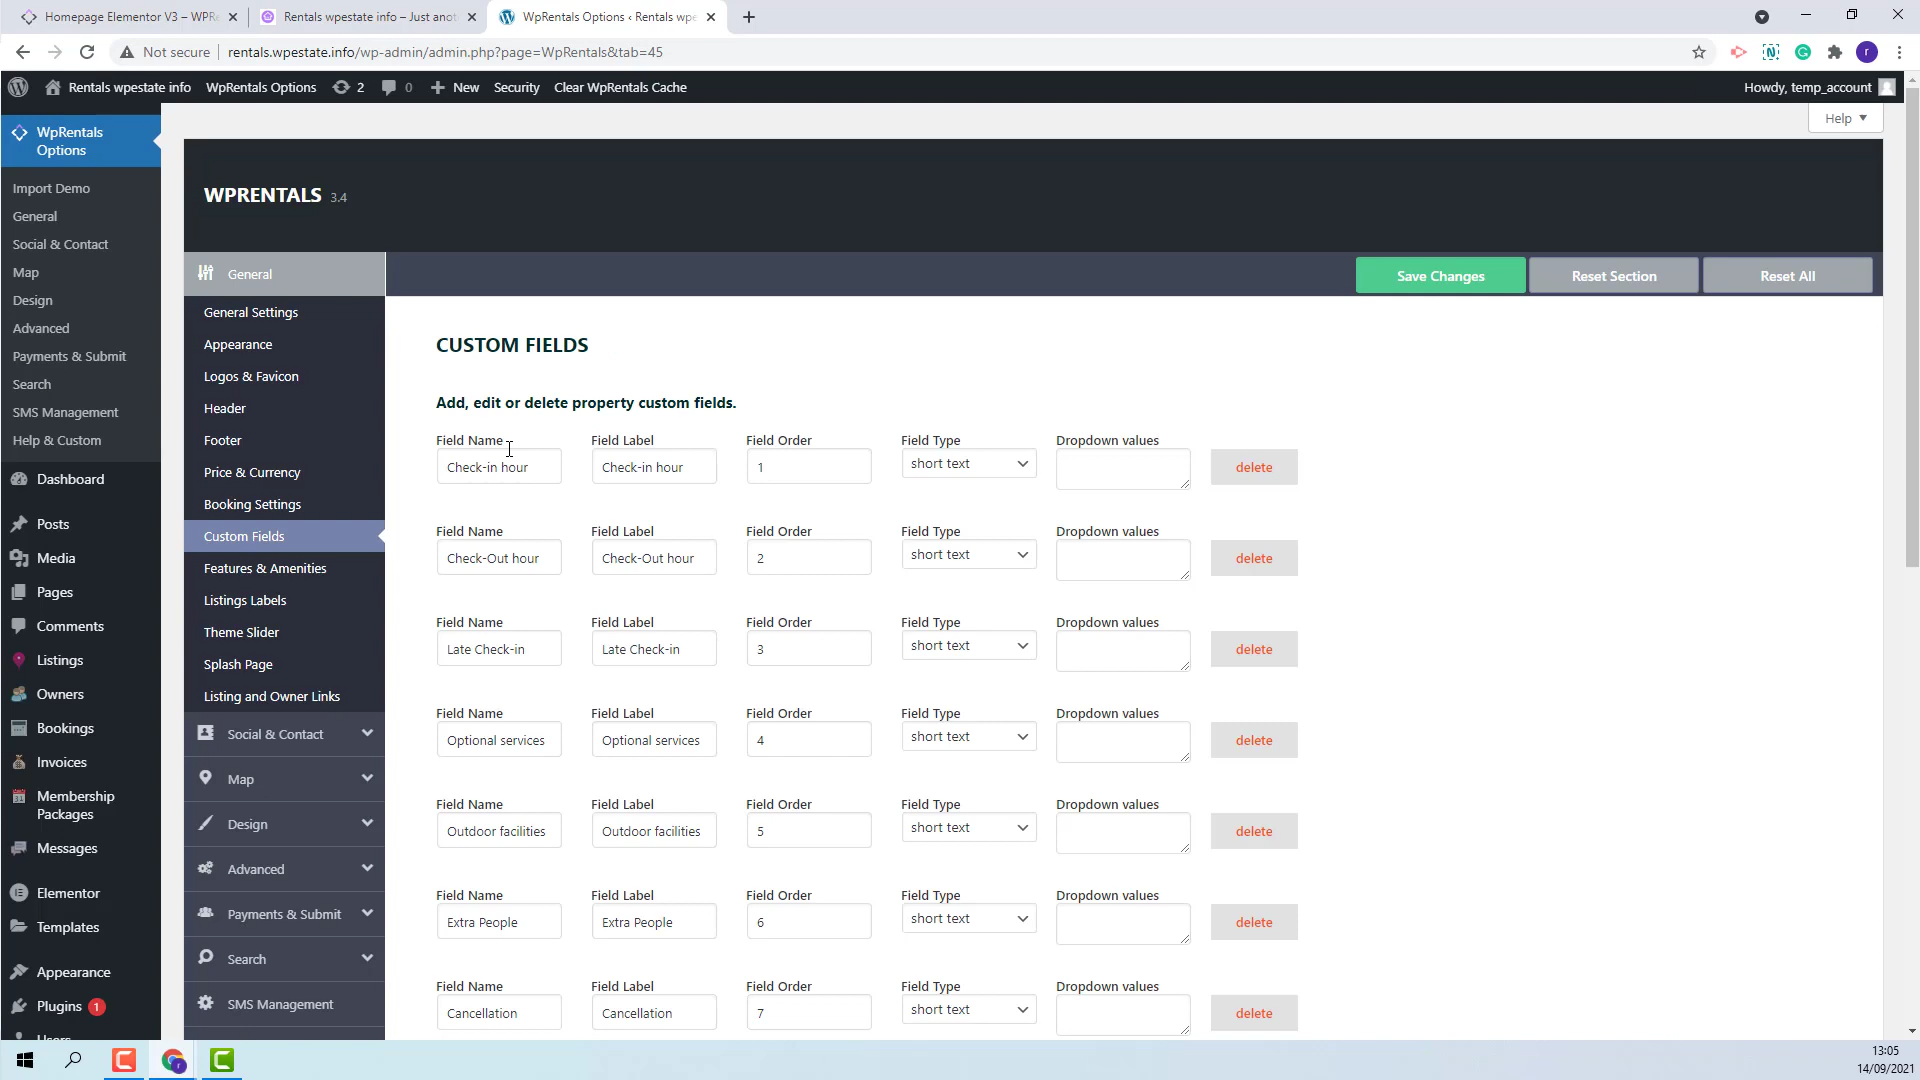 Homepage Elementor V3 – WPRe
Rentals wpestate info – Just anot
WpRentals Options ‹ Rentals wpe
Not secure
rentals.wpestate.info/wp-admin/admin.php?page=WpRentals&tab=45
r
Rentals wpestate info
WpRentals Options
2
0
New
Security
Clear WpRentals Cache
Howdy, temp_account
Help
WpRentals Options
Import Demo
General
Social & Contact
Map
Design
Advanced
Payments & Submit
Search
SMS Management
Help & Custom
Dashboard
Posts
Media
Pages
Comments
Listings
Owners
Bookings
Invoices
Membership Packages
Messages
Elementor
Templates
Appearance
Plugins 1
Users
WPRENTALS 3.4
General
General Settings
Appearance
Logos & Favicon
Header
Footer
Price & Currency
Booking Settings
Custom Fields
Features & Amenities
Listings Labels
Theme Slider
Splash Page
Listing and Owner Links
Social & Contact
Map
Design
Advanced
Payments & Submit
Search
SMS Management
Save Changes
Reset Section
Reset All
CUSTOM FIELDS
Add, edit or delete property custom fields.
Field Name Field Label Field Order Field Type Dropdown values
Check-in hour Check-in hour 1 short text delete
Field Name Field Label Field Order Field Type Dropdown values
Check-Out hour Check-Out hour 2 short text delete
Field Name Field Label Field Order Field Type Dropdown values
Late Check-in Late Check-in 3 short text delete
Field Name Field Label Field Order Field Type Dropdown values
Optional services Optional services 4 short text delete
Field Name Field Label Field Order Field Type Dropdown values
Outdoor facilities Outdoor facilities 5 short text delete
Field Name Field Label Field Order Field Type Dropdown values
Extra People Extra People 6 short text delete
Field Name Field Label Field Order Field Type Dropdown values
Cancellation Cancellation 7 short text delete
13:05
14/09/2021